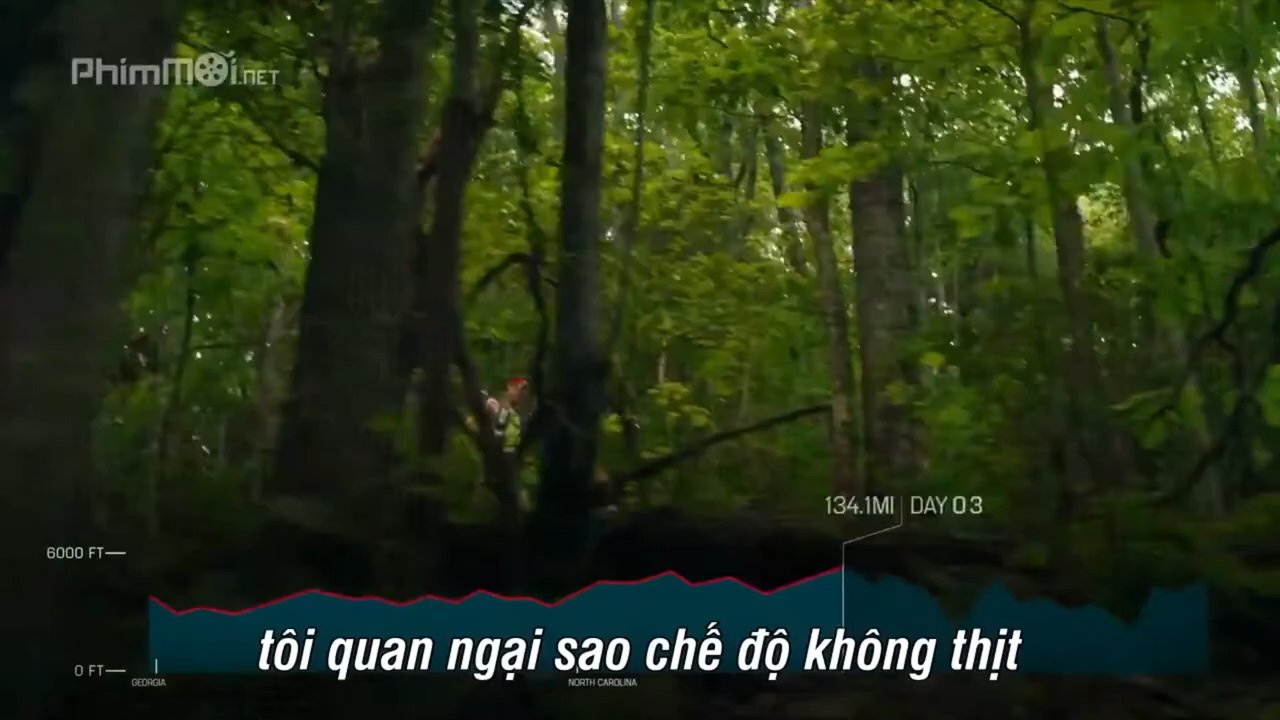 PhimMới.NET
134.1MI | DAY 03
6000 FT
tôi quan ngại sao chế độ không thịt
0 FT
GEORGIA
NORTH CAROLINA